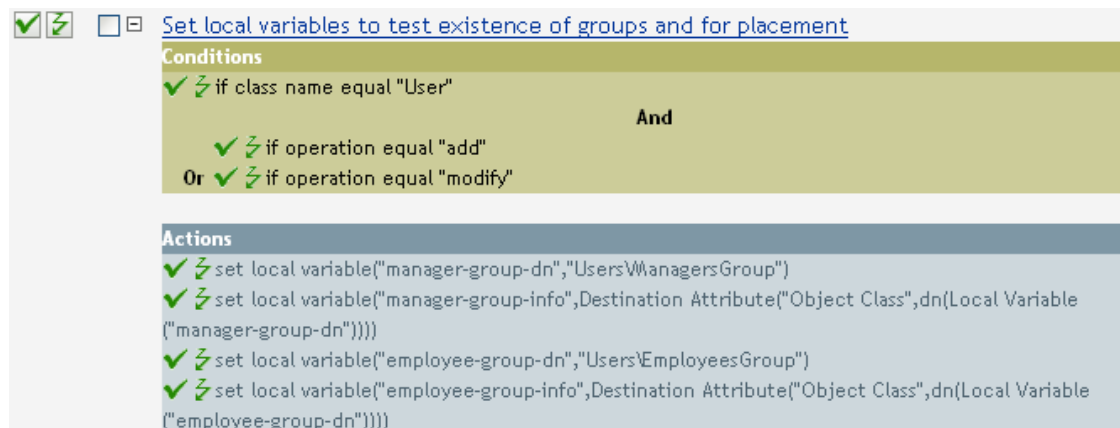 Set local variables to test existence of groups and for placement
Conditions
if class name equal "User"
And
if operation equal "add"
Or if operation equal "modify"
Actions
set local variable("manager-group-dn","Users\ManagersGroup")
set local variable("manager-group-info",Destination Attribute("Object Class",dn(Local Variable
("manager-group-dn"))))
set local variable("employee-group-dn","Users\EmployeesGroup")
set local variable("employee-group-info",Destination Attribute("Object Class",dn(Local Variable
("employee-group-dn"))))